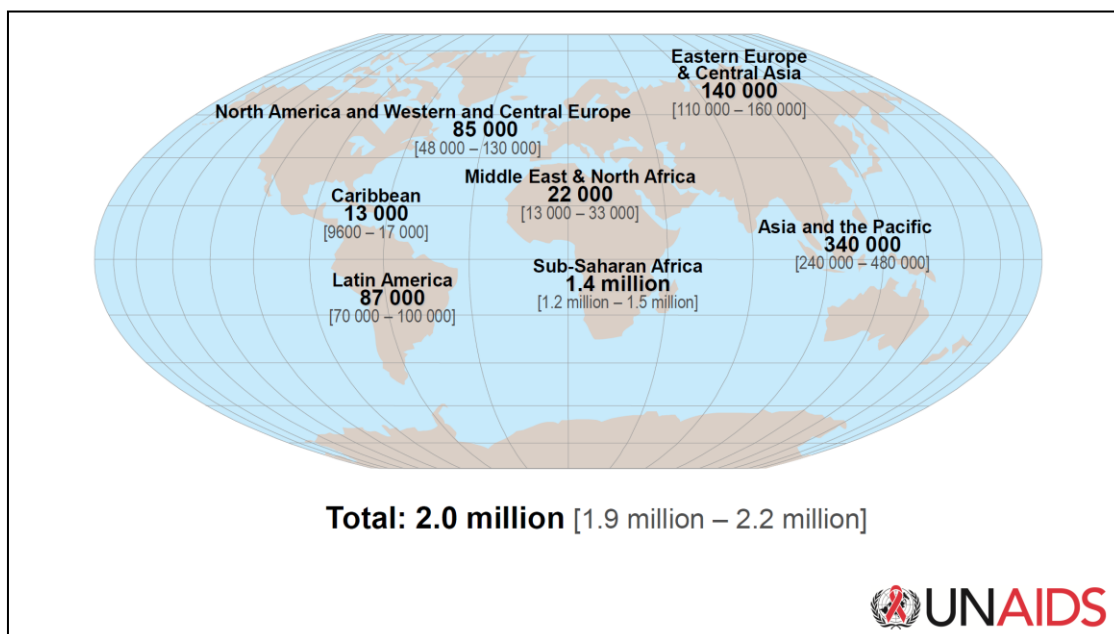 Eastern Europe
& Central Asia
140 000
[110 000 – 160 000]
North America and Western and Central Europe
85 000
[48 000 – 130 000]
Middle East & North Africa
22 000
[13 000 – 33 000]
Caribbean
13 000
[9600 – 17 000]
Asia and the Pacific
340 000
[240 000 – 480 000]
Sub-Saharan Africa
1.4 million
[1.2 million – 1.5 million]
Latin America
87 000
[70 000 – 100 000]
Total: 2.0 million [1.9 million – 2.2 million]
UNAIDS